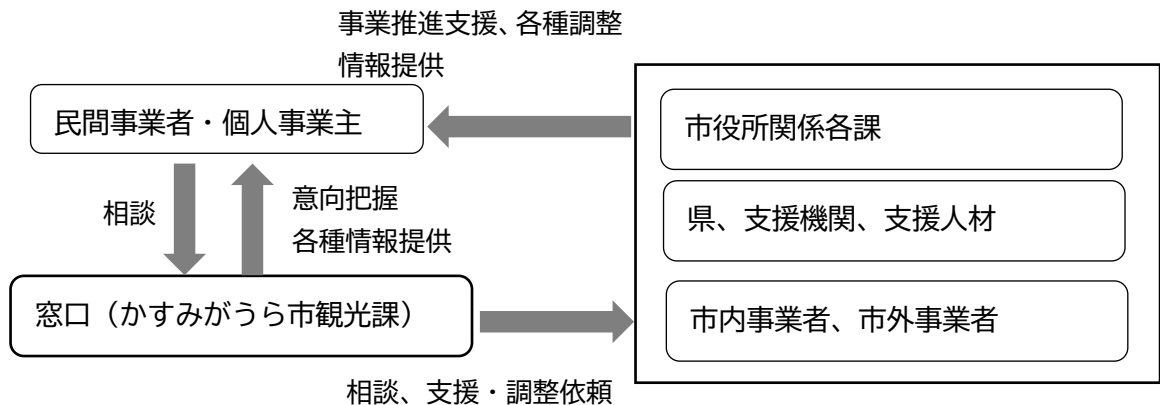 事業推進支援、各種調整
情報提供
民間事業者・個人事業主
市役所関係各課
県、支援機関、支援人材
相談
意向把握
各種情報提供
窓口（かすみがうら市観光課）
市内事業者、市外事業者
相談、支援・調整依頼